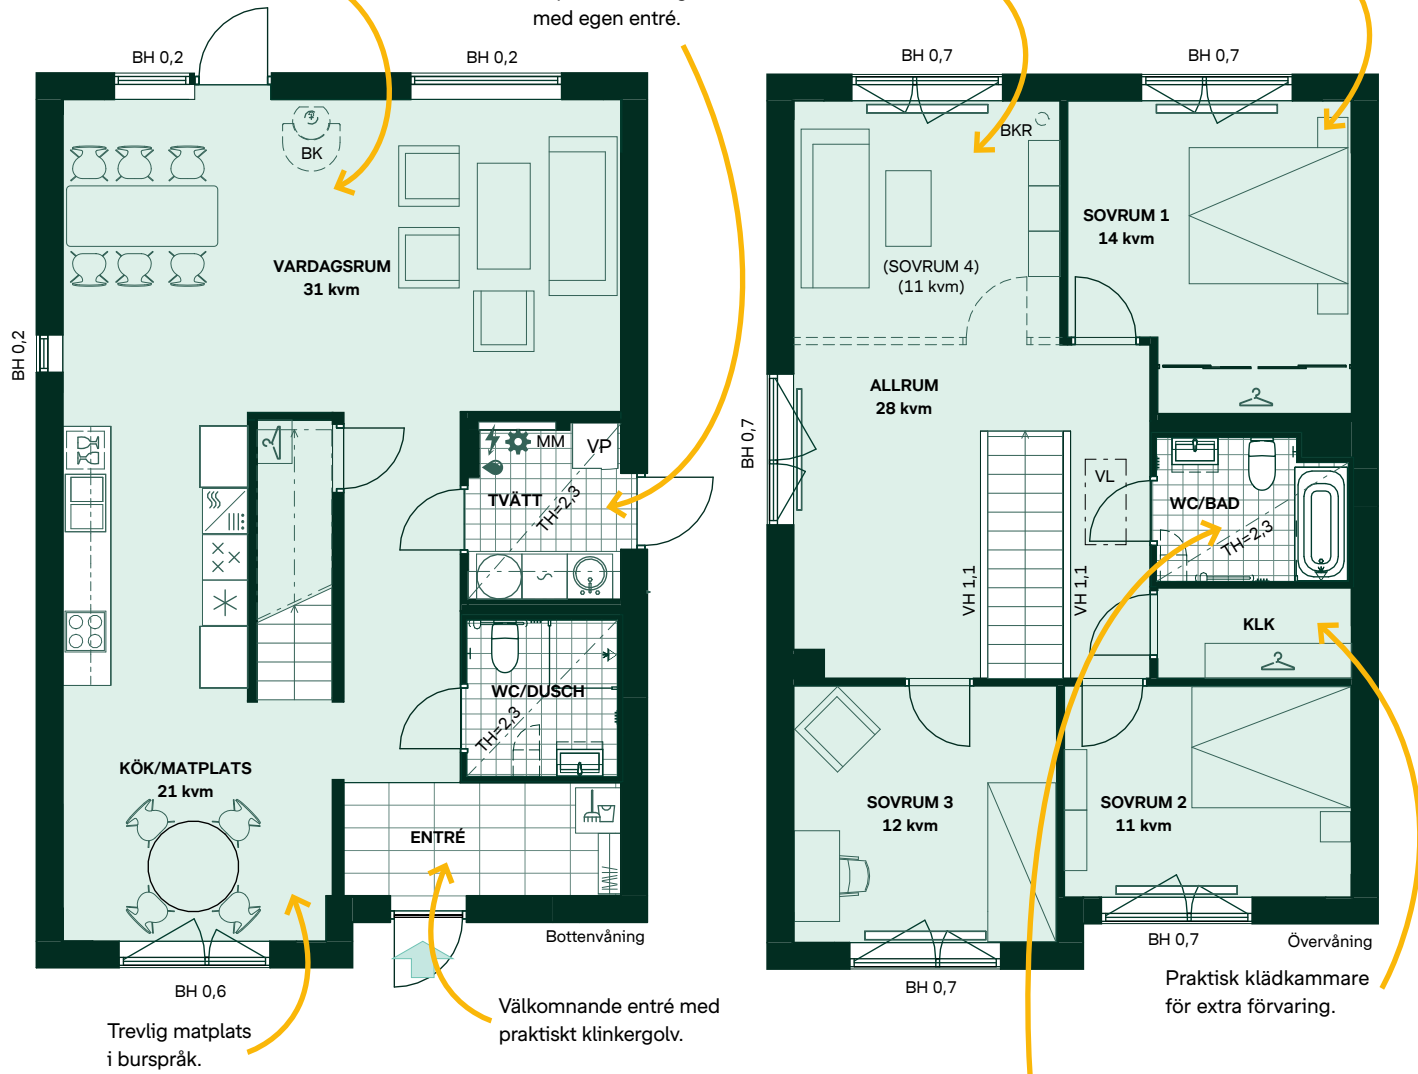 med egen entré.
BH 0,2
BH 0,2
BK
VARDAGSRUM
31 kvm
BH 0,2
MM
VP
TVÄTT
TH=2,3
WC/DUSCH
TH=2,3
KÖK/MATPLATS
21 kvm
ENTRÉ
Bottenvåning
BH 0,6
Trevlig matplats
i burspråk.
Välkomnande entré med
praktiskt klinkergolv.
BH 0,7
BH 0,7
BKR
SOVRUM 1
14 kvm
(SOVRUM 4)
(11 kvm)
ALLRUM
28 kvm
BH 0,7
VL
WC/BAD
TH=2,3
VH 1,1
VH 1,1
KLK
SOVRUM 3
12 kvm
SOVRUM 2
11 kvm
BH 0,7
Övervåning
BH 0,7
Praktisk klädkammare
för extra förvaring.